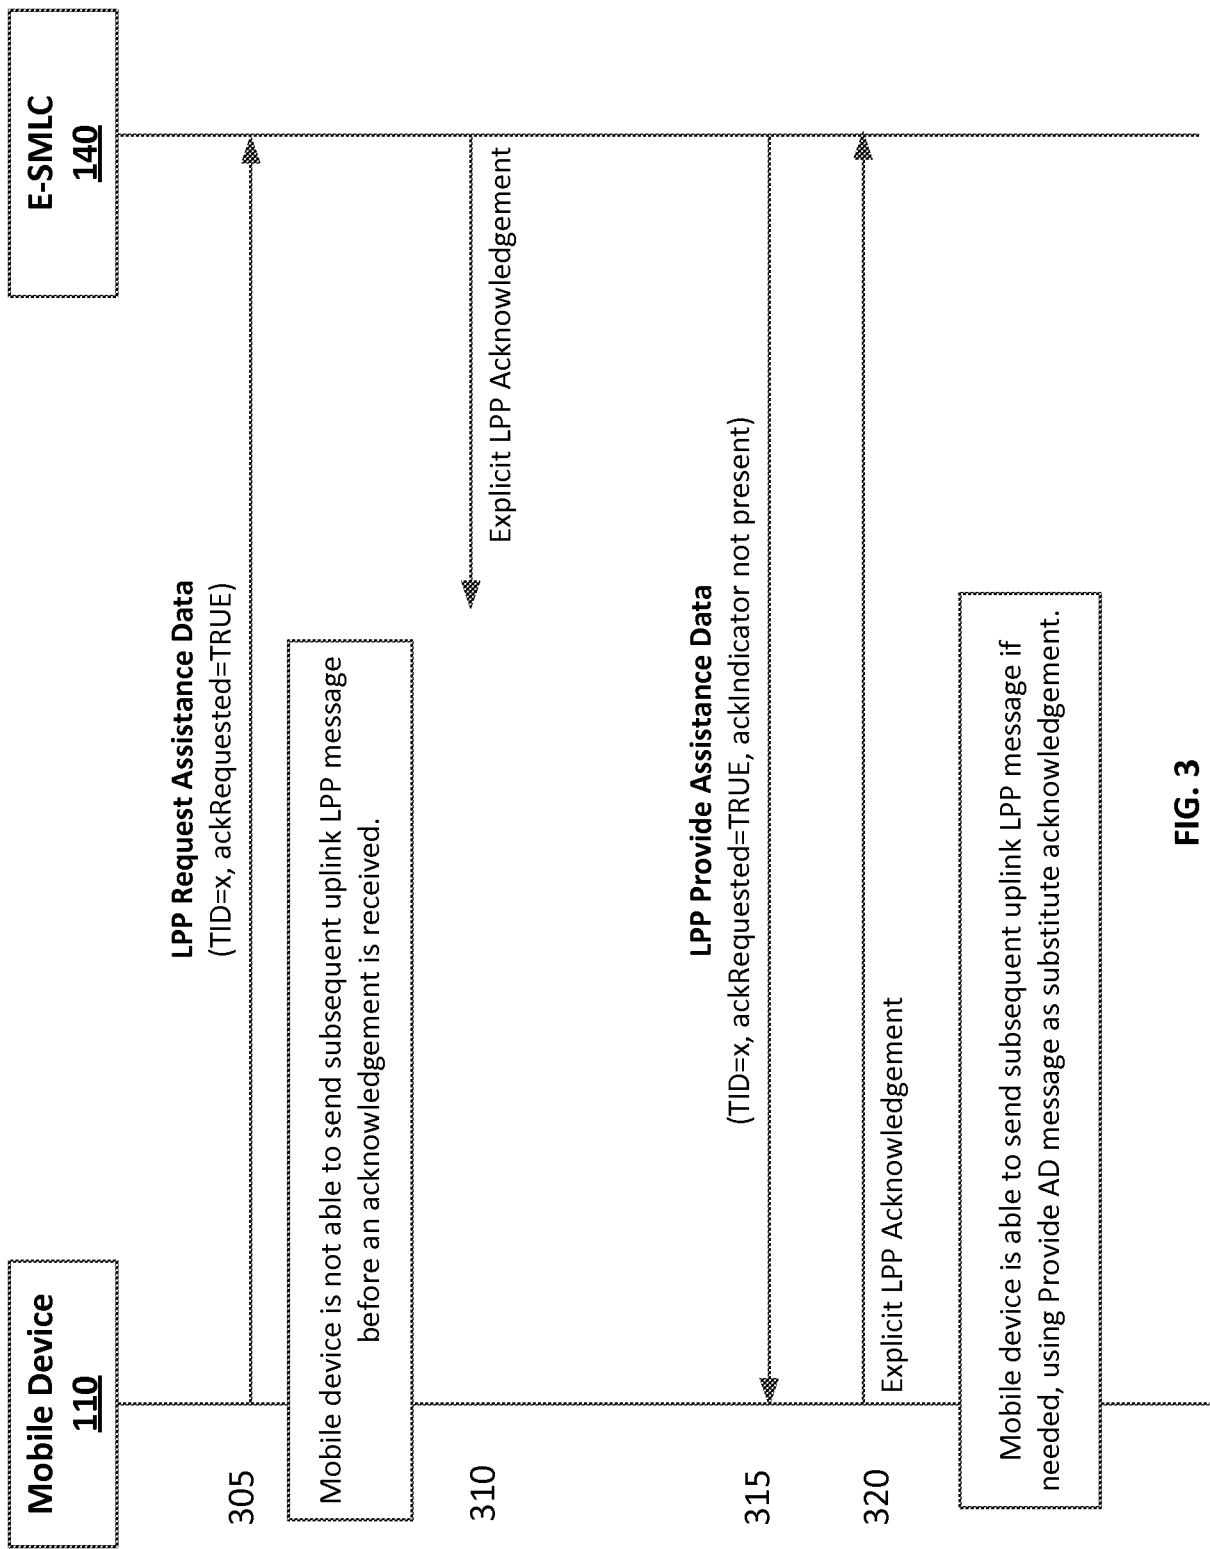 Mobile Device
110
E-SMLC
140
LPP Request Assistance Data
(TID=x, ackRequested=TRUE)
305
Mobile device is not able to send subsequent uplink LPP message
before an acknowledgement is received.
310
Explicit LPP Acknowledgement
LPP Provide Assistance Data
(TID=x, ackRequested=TRUE, ackIndicator not present)
315
320
Explicit LPP Acknowledgement
Mobile device is able to send subsequent uplink LPP message if
needed, using Provide AD message as substitute acknowledgement.
FIG. 3